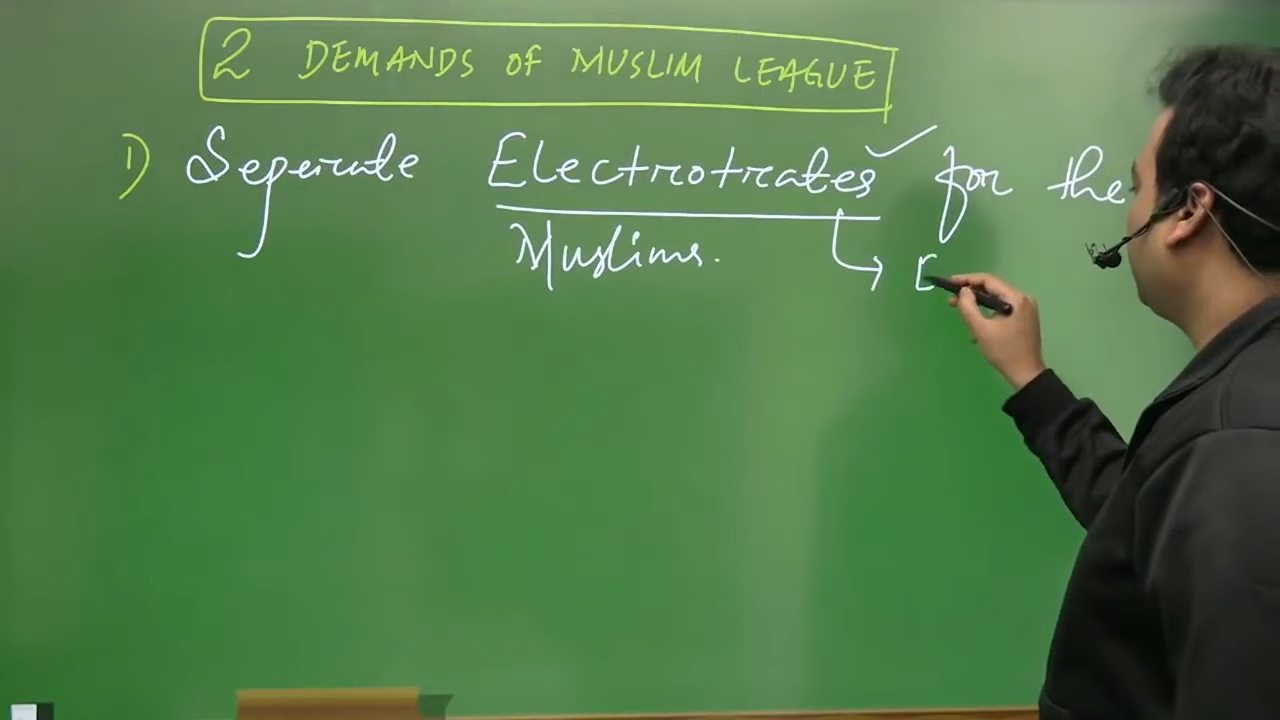 2 DEMANDS OF MUSLIM LEAGUE
1) Seperate Electrotrates ✓ for the
Muslims. ↳ E